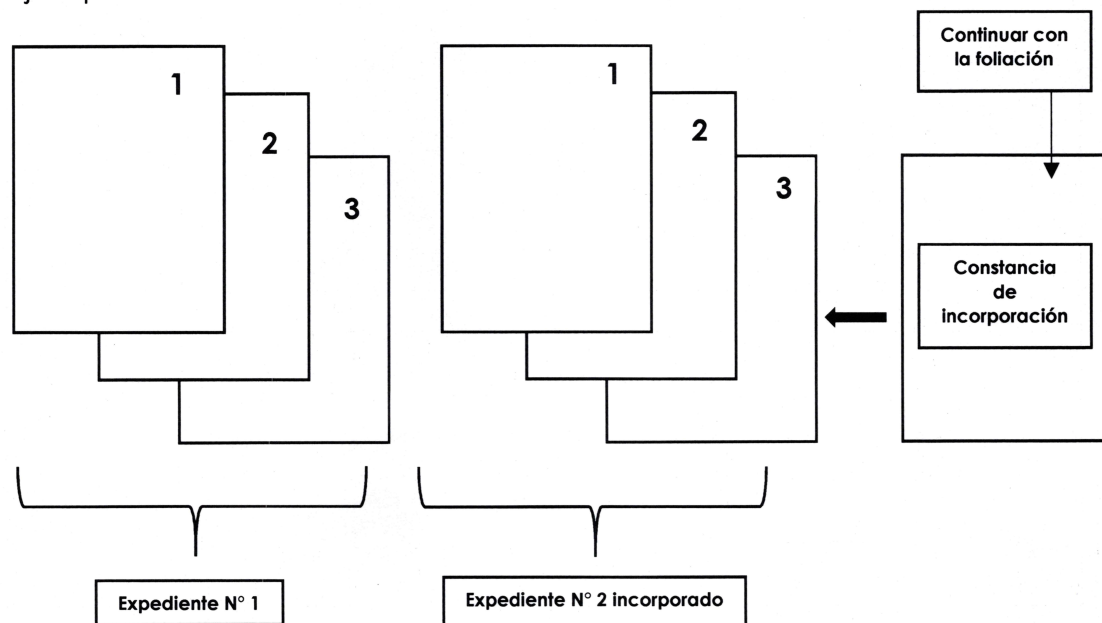 1
2
3
1
2
3
Continuar con
la foliación
Constancia
de
incorporación
Expediente N° 1
Expediente N° 2 incorporado